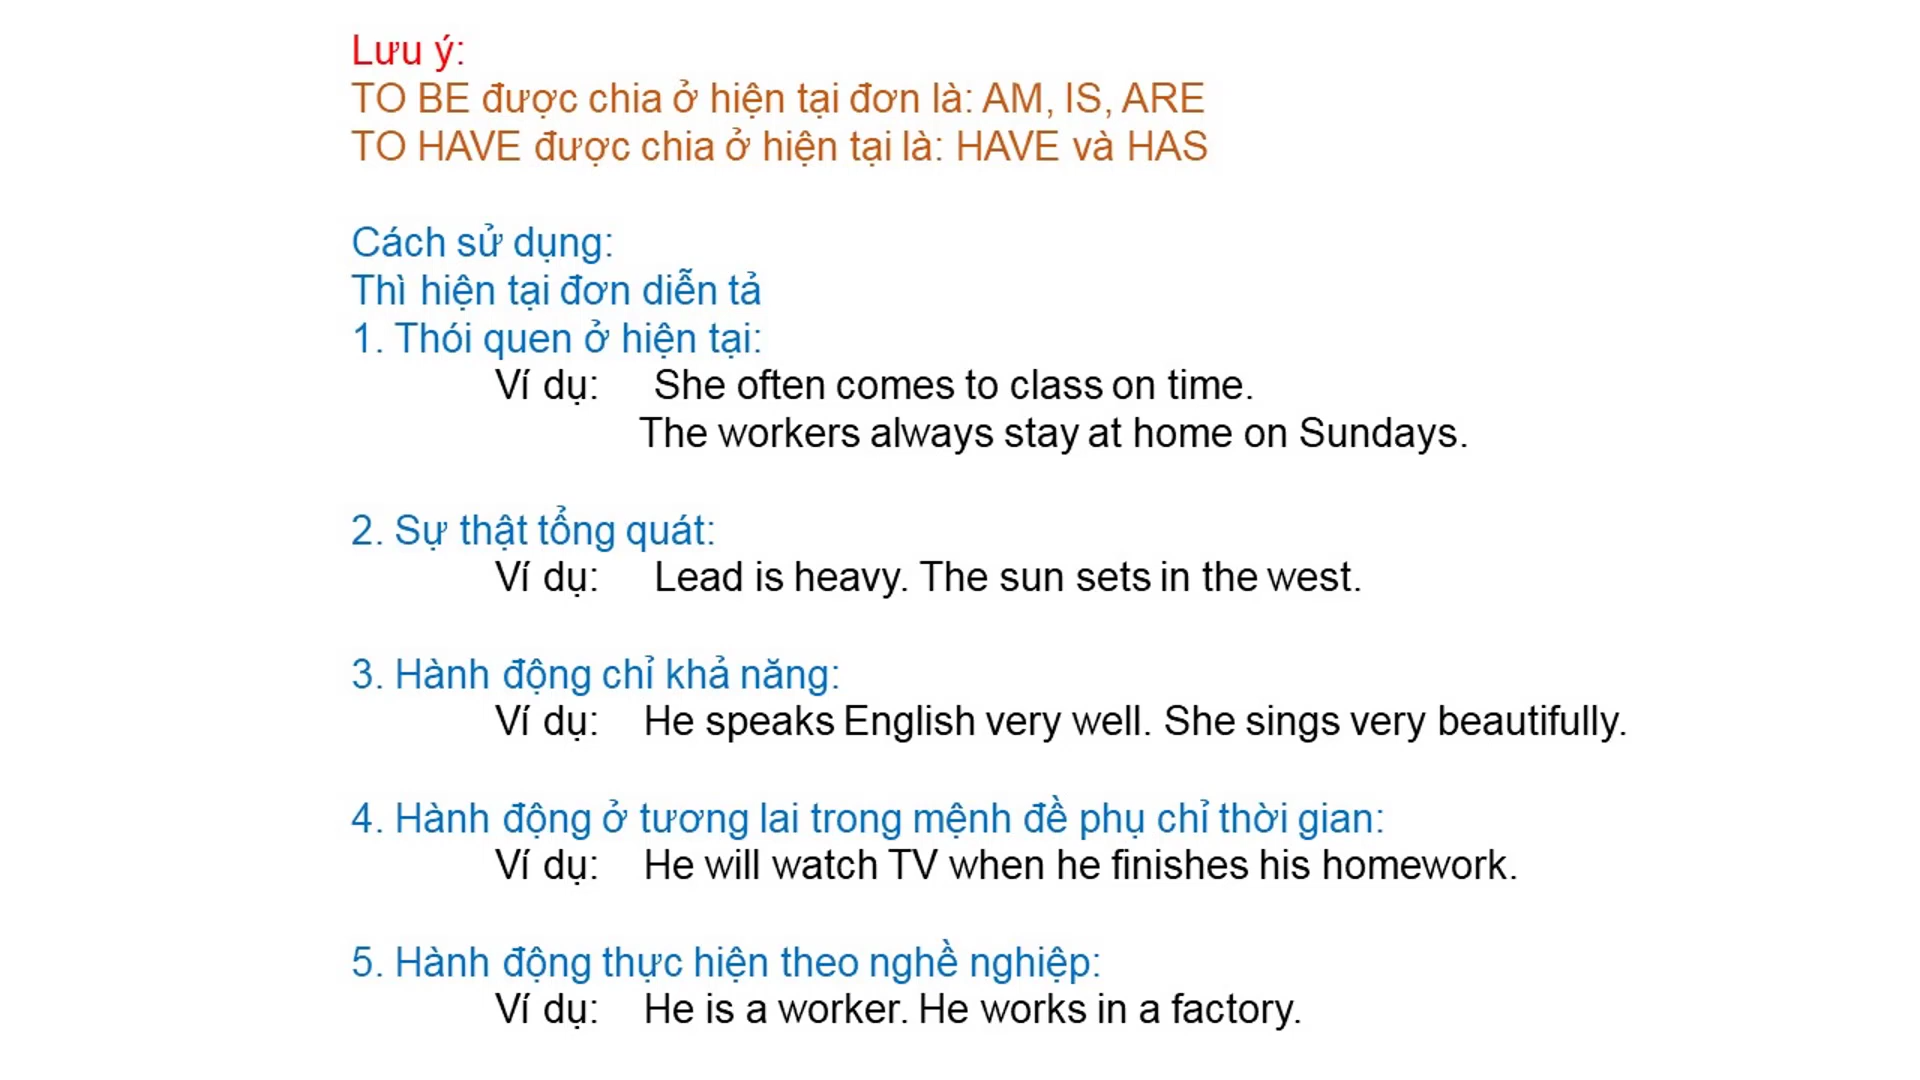 Lưu ý:
TO BE được chia ở hiện tại đơn là: AM, IS, ARE
TO HAVE được chia ở hiện tại là: HAVE và HAS
Cách sử dụng:
Thì hiện tại đơn diễn tả
1. Thói quen ở hiện tại:
Ví dụ: She often comes to class on time.
The workers always stay at home on Sundays.
2. Sự thật tổng quát:
Ví dụ: Lead is heavy. The sun sets in the west.
3. Hành động chỉ khả năng:
Ví dụ: He speaks English very well. She sings very beautifully.
4. Hành động ở tương lai trong mệnh đề phụ chỉ thời gian:
Ví dụ: He will watch TV when he finishes his homework.
5. Hành động thực hiện theo nghề nghiệp:
Ví dụ: He is a worker. He works in a factory.